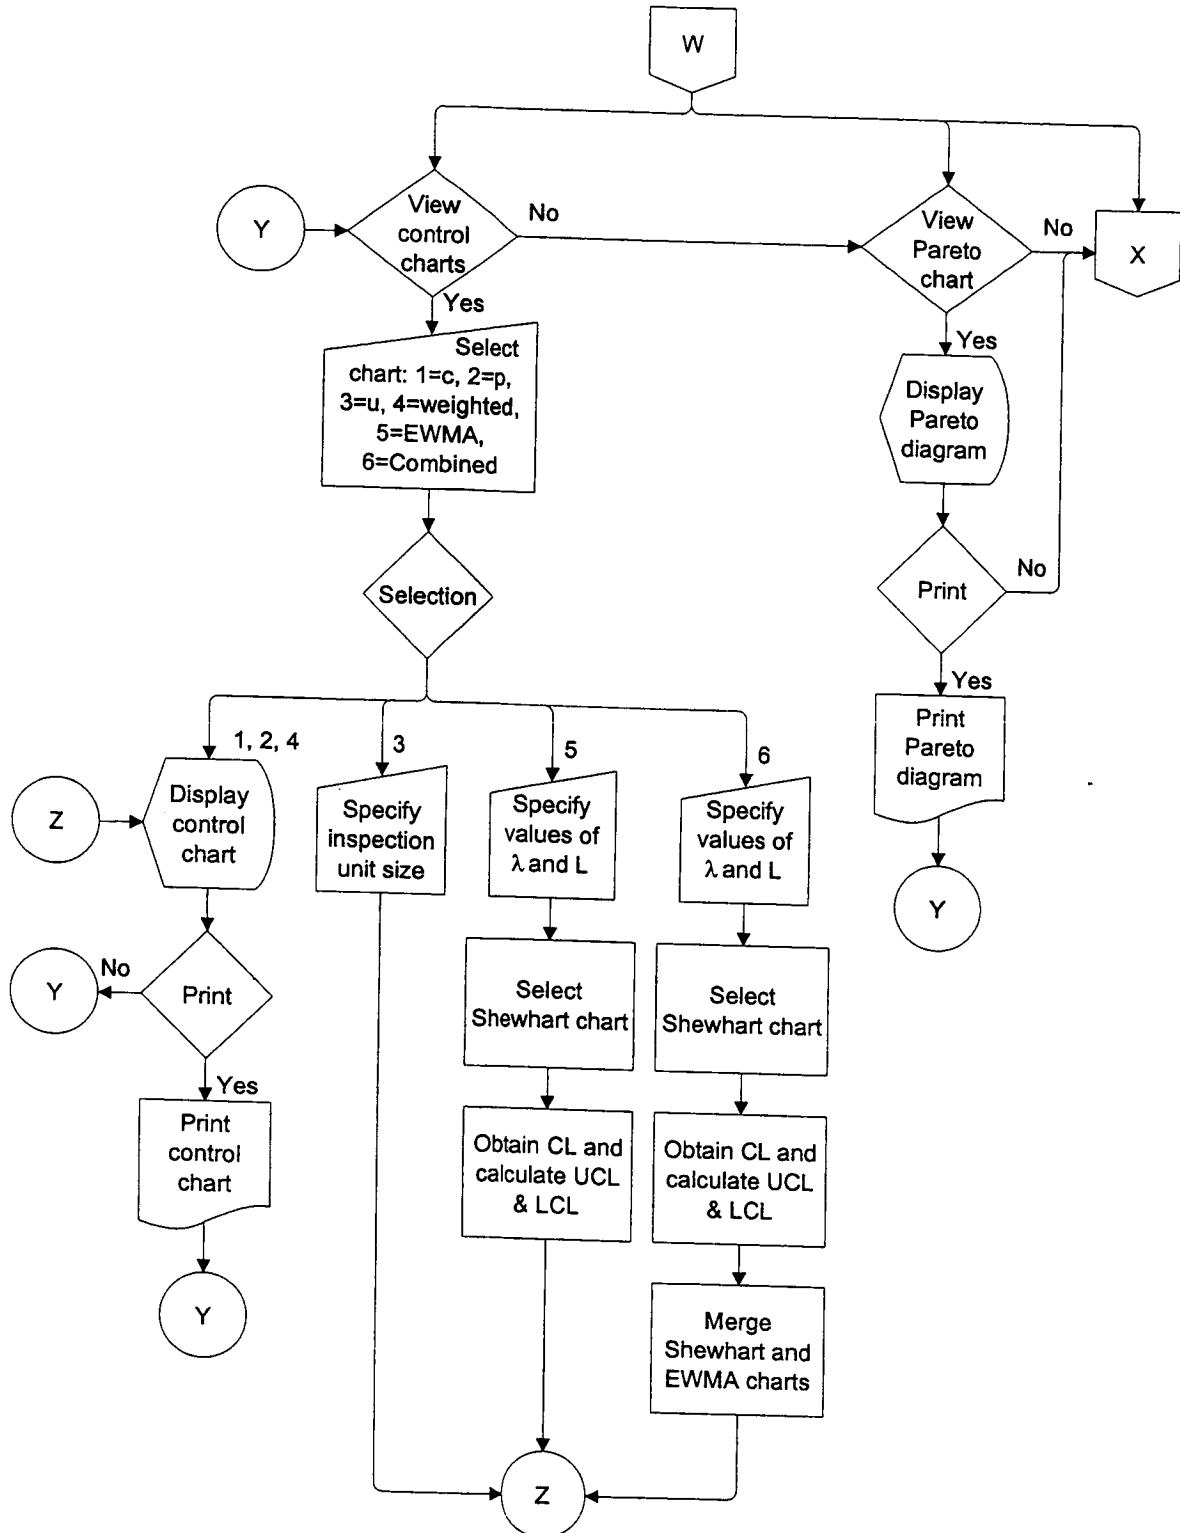 W
Y
View
control
charts
No
View
Pareto
chart
No
X
Yes
Select
chart: 1=c, 2=p,
3=u, 4=weighted,
5=EWMA,
6=Combined
Yes
Display
Pareto
diagram
Selection
Print
No
Yes
Print
Pareto
diagram
Y
1, 2, 4
3
5
6
Z
Display
control
chart
Specify
inspection
unit size
Specify
values of
λ and L
Specify
values of
λ and L
Y
No
Print
Select
Shewhart chart
Select
Shewhart chart
Yes
Print
control
chart
Obtain CL and
calculate UCL
& LCL
Obtain CL and
calculate UCL
& LCL
Y
Merge
Shewhart and
EWMA charts
Z